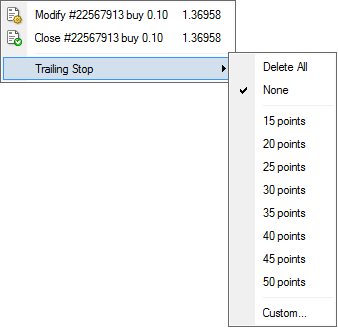 Modify #22567913 buy 0.10 1.36958
Close #22567913 buy 0.10 1.36958
Trailing Stop
Delete All
None
15 points
20 points
25 points
30 points
35 points
40 points
45 points
50 points
Custom...